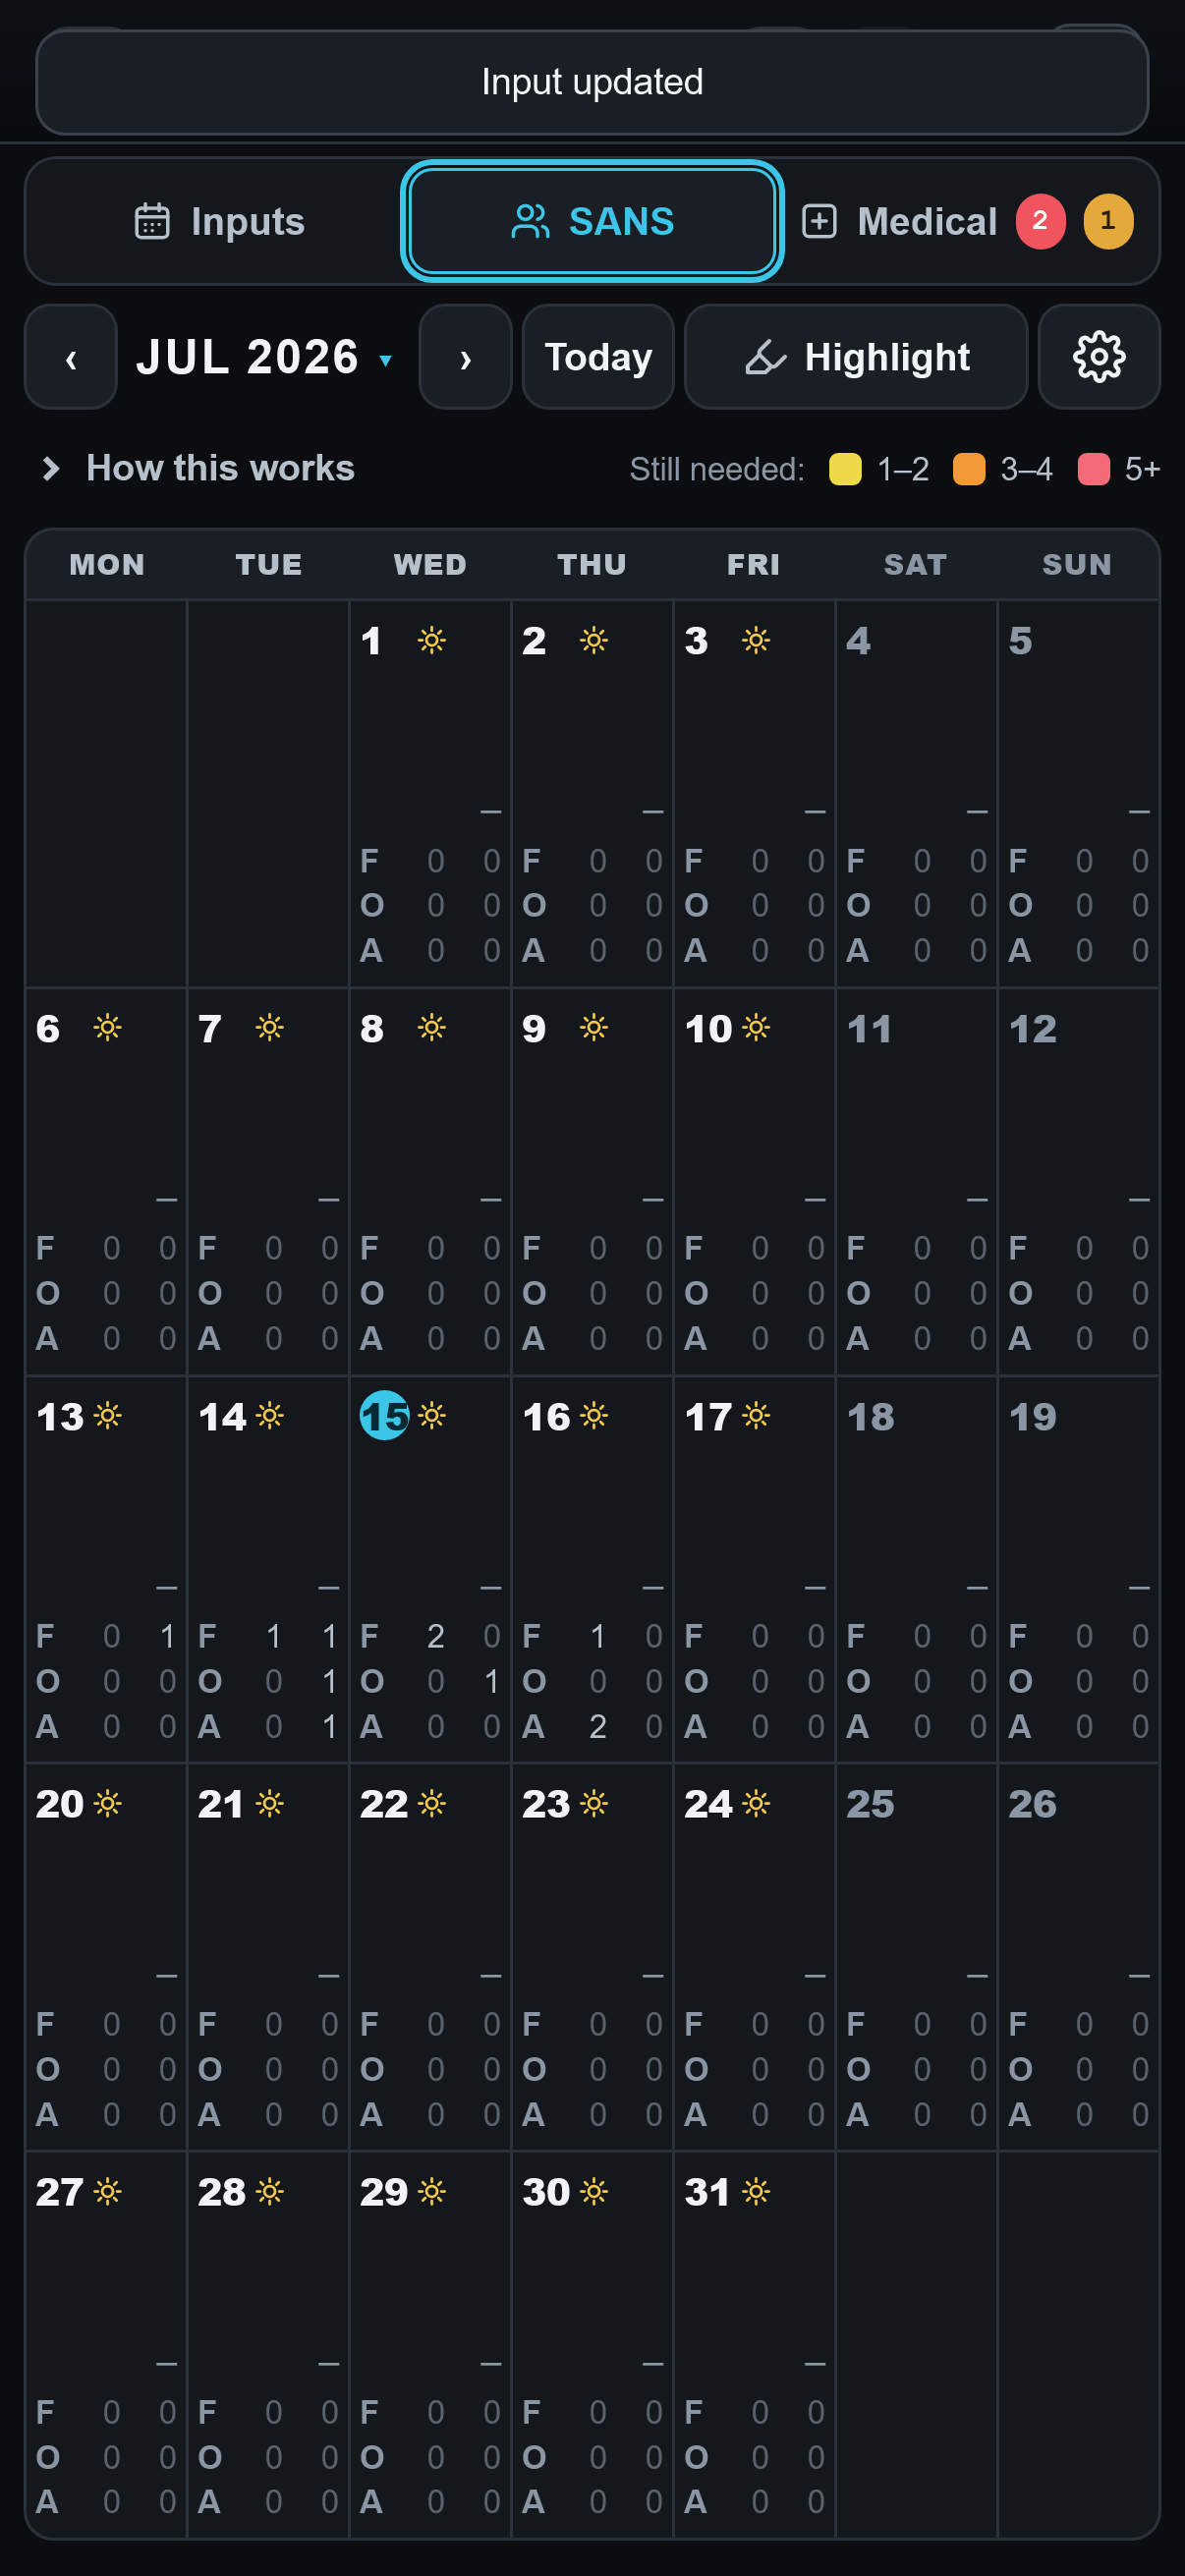 Input updated
Inputs SANS Medical 2 1
‹ JUL 2026 ▾ › Today Highlight
How this works Still needed: 1–2 3–4 5+
MON TUE WED THU FRI SAT SUN
1 2 3 4 5
– – – – –
F 0 0 F 0 0 F 0 0 F 0 0 F 0 0
O 0 0 O 0 0 O 0 0 O 0 0 O 0 0
A 0 0 A 0 0 A 0 0 A 0 0 A 0 0
6 7 8 9 10 11 12
– – – – – – –
F 0 0 F 0 0 F 0 0 F 0 0 F 0 0 F 0 0 F 0 0
O 0 0 O 0 0 O 0 0 O 0 0 O 0 0 O 0 0 O 0 0
A 0 0 A 0 0 A 0 0 A 0 0 A 0 0 A 0 0 A 0 0
13 14 15 16 17 18 19
– – – – – – –
F 0 1 F 1 1 F 2 0 F 1 0 F 0 0 F 0 0 F 0 0
O 0 0 O 0 1 O 0 1 O 0 0 O 0 0 O 0 0 O 0 0
A 0 0 A 0 1 A 0 0 A 2 0 A 0 0 A 0 0 A 0 0
20 21 22 23 24 25 26
– – – – – – –
F 0 0 F 0 0 F 0 0 F 0 0 F 0 0 F 0 0 F 0 0
O 0 0 O 0 0 O 0 0 O 0 0 O 0 0 O 0 0 O 0 0
A 0 0 A 0 0 A 0 0 A 0 0 A 0 0 A 0 0 A 0 0
27 28 29 30 31
– – – – –
F 0 0 F 0 0 F 0 0 F 0 0 F 0 0
O 0 0 O 0 0 O 0 0 O 0 0 O 0 0
A 0 0 A 0 0 A 0 0 A 0 0 A 0 0